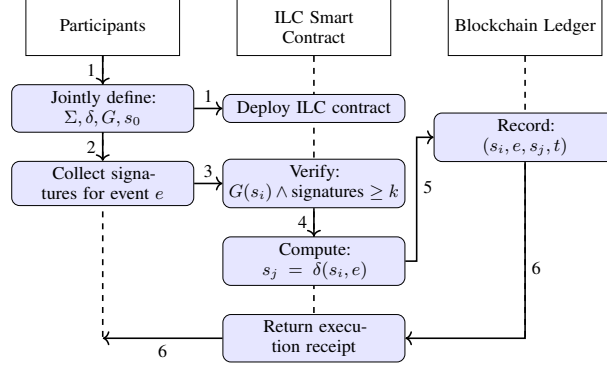 Participants
ILC Smart
Contract
Blockchain Ledger
1
Jointly define:
Σ, δ, G, s₀
1
Deploy ILC contract
2
Record:
(sᵢ, e, sⱼ, t)
Collect signa-
tures for event e
3
Verify:
G(sᵢ) ∧ signatures ≥ k
5
4
Compute:
sⱼ = δ(sᵢ, e)
6
Return execu-
tion receipt
6